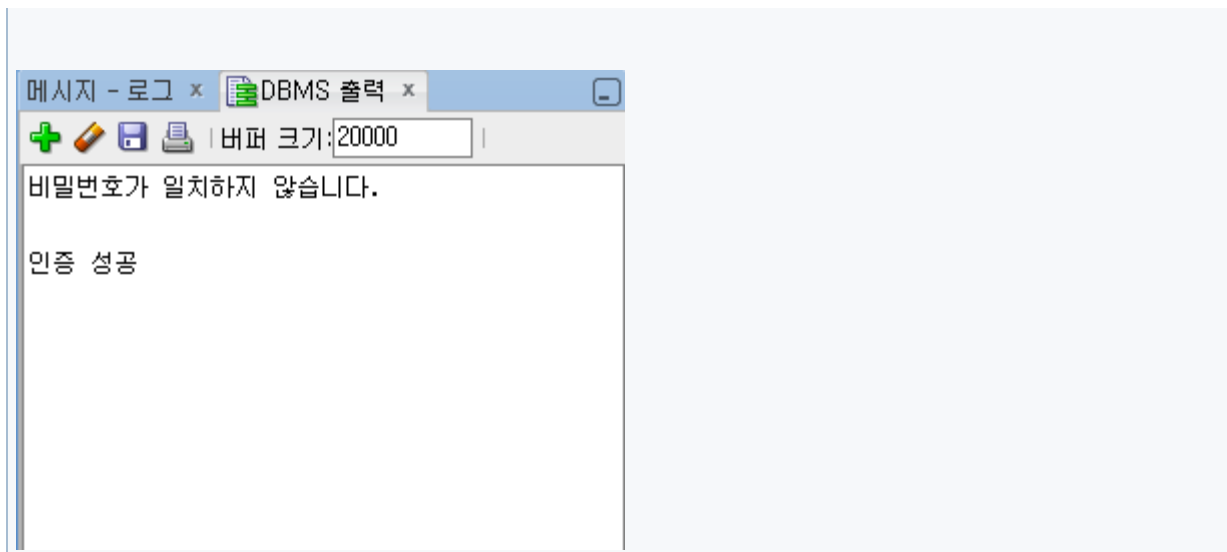 메시지 - 로그 x DBMS 출력 x
버퍼 크기:20000
비밀번호가 일치하지 않습니다.
인증 성공